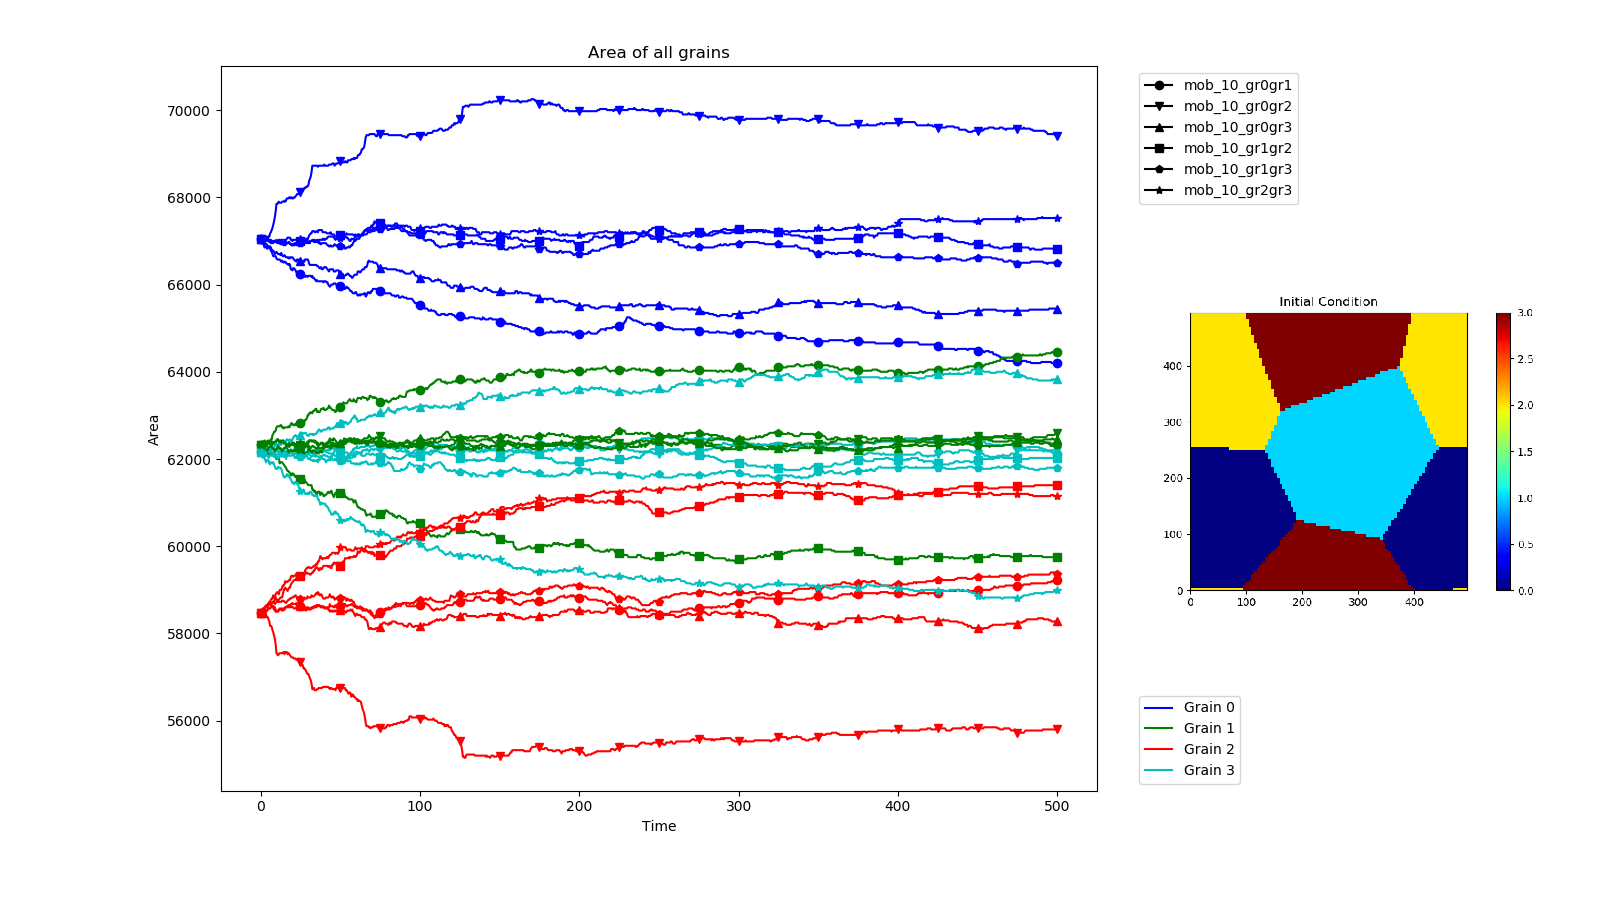 Area of all grains
Area
70000
68000
66000
64000
62000
60000
58000
56000
0
100
200
300
400
500
Time
mob_10_gr0gr1
mob_10_gr0gr2
mob_10_gr0gr3
mob_10_gr1gr2
mob_10_gr1gr3
mob_10_gr2gr3
Initial Condition
400
300
200
100
0
0
100
200
300
400
3.0
2.5
2.0
1.5
1.0
0.5
0.0
Grain 0
Grain 1
Grain 2
Grain 3